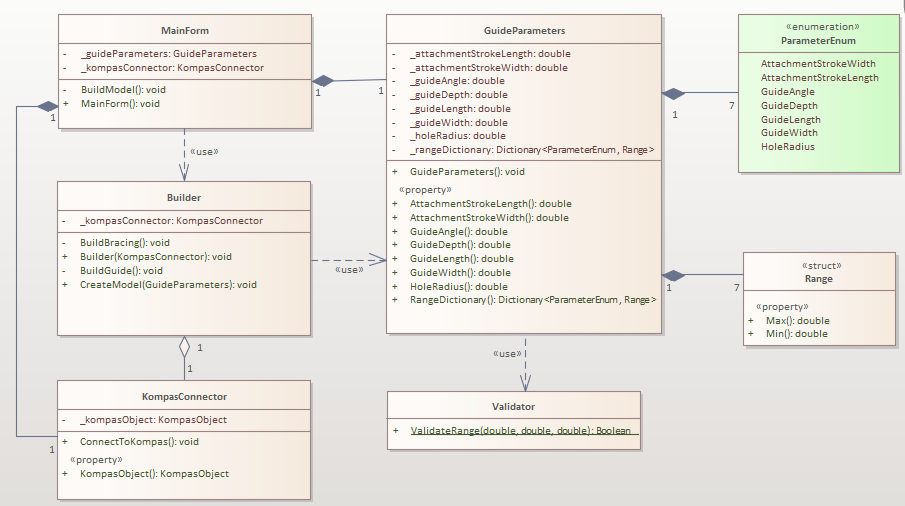 MainForm
- _guideParameters: GuideParameters
- _kompasConnector: KompasConnector
- BuildModel(): void
+ MainForm(): void
1
1
1
«use»
Builder
- _kompasConnector: KompasConnector
- BuildBracing(): void
+ Builder(KompasConnector): void
- BuildGuide(): void
+ CreateModel(GuideParameters): void
«use»
1
1
KompasConnector
- _kompasObject: KompasObject
+ ConnectToKompas(): void
«property»
+ KompasObject(): KompasObject
1
GuideParameters
- _attachmentStrokeLength: double
- _attachmentStrokeWidth: double
- _guideAngle: double
- _guideDepth: double
- _guideLength: double
- _guideWidth: double
- _holeRadius: double
- _rangeDictionary: Dictionary<ParameterEnum, Range>
+ GuideParameters(): void
«property»
+ AttachmentStrokeLength(): double
+ AttachmentStrokeWidth(): double
+ GuideAngle(): double
+ GuideDepth(): double
+ GuideLength(): double
+ GuideWidth(): double
+ HoleRadius(): double
+ RangeDictionary(): Dictionary<ParameterEnum, Range>
1
7
1
7
«use»
Validator
+ ValidateRange(double, double, double): Boolean
«enumeration»
ParameterEnum
AttachmentStrokeWidth
AttachmentStrokeLength
GuideAngle
GuideDepth
GuideLength
GuideWidth
HoleRadius
«struct»
Range
«property»
+ Max(): double
+ Min(): double